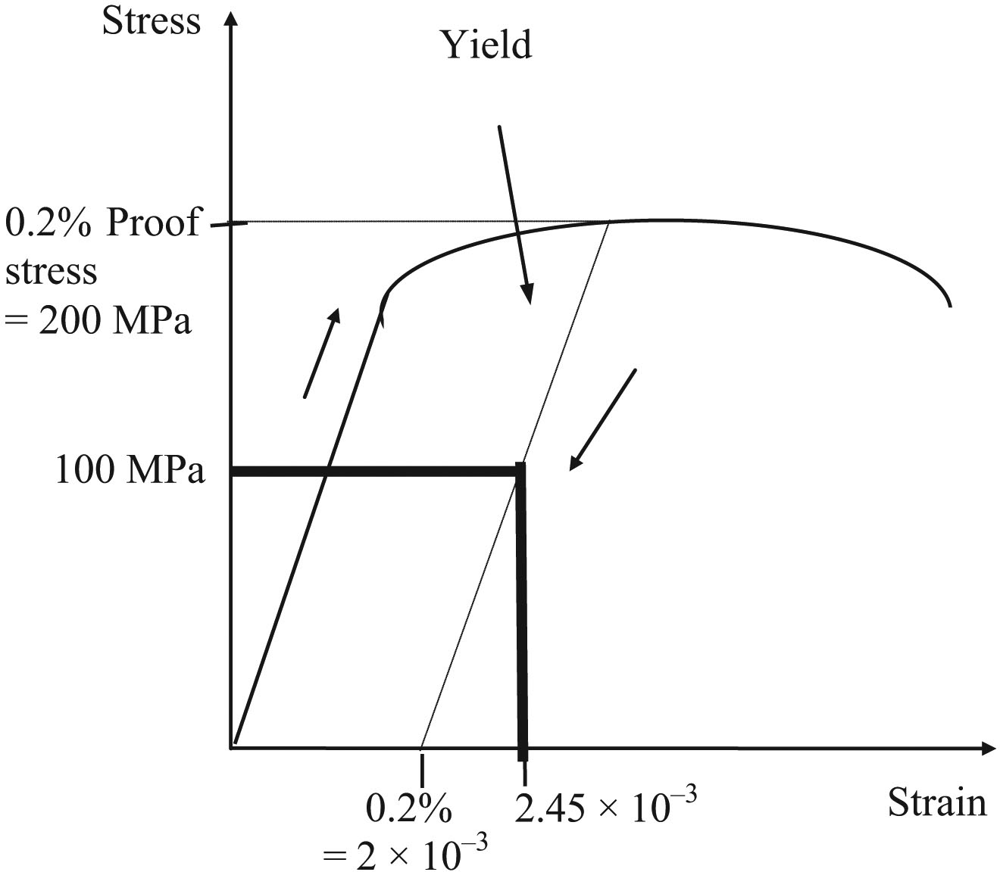 Stress
Yield
0.2% Proof
stress
= 200 MPa
100 MPa
0.2%
= 2 × 10⁻³
2.45 × 10⁻³
Strain